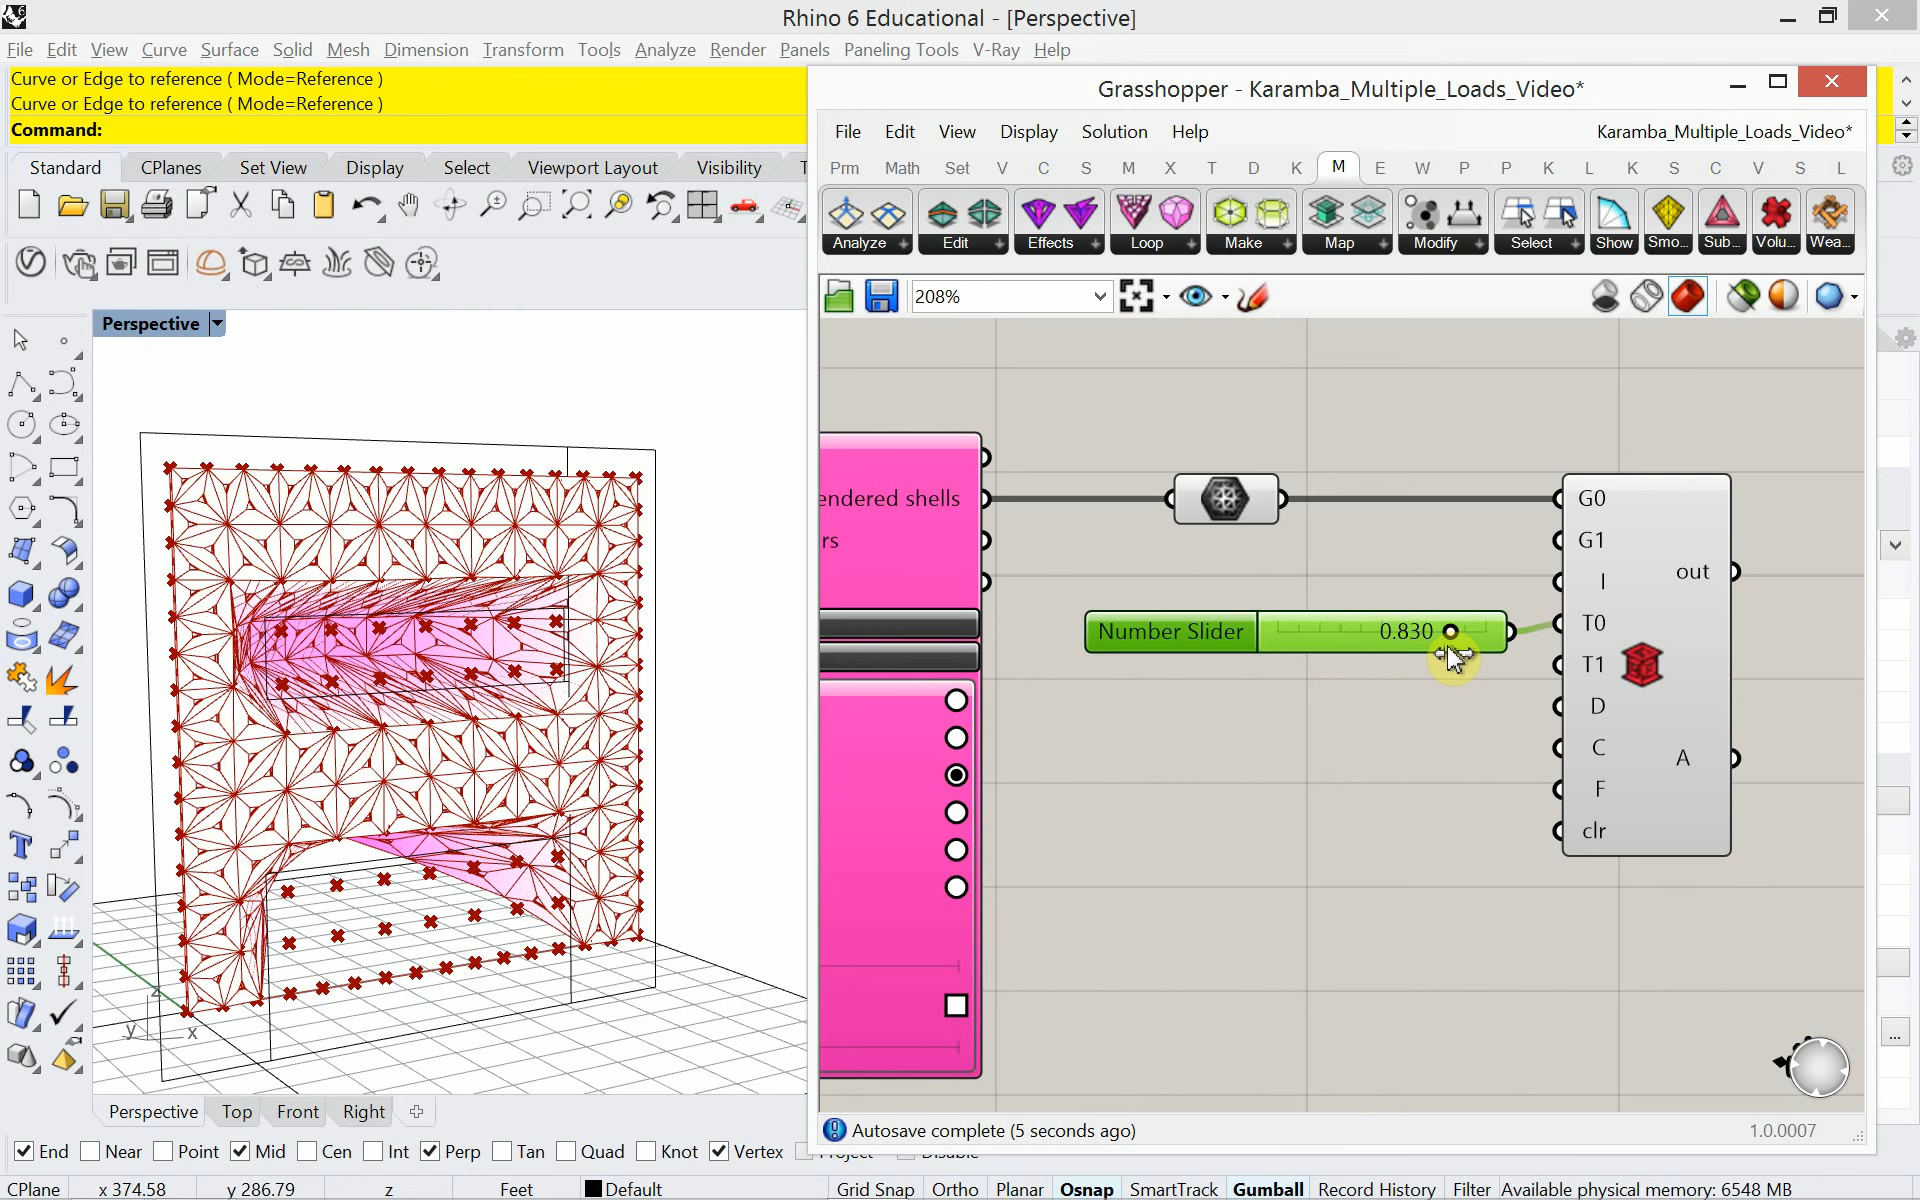 Rhino 6 Educational - [Perspective]
File Edit View Curve Surface Solid Mesh Dimension Transform Tools Analyze Render Panels Paneling Tools V-Ray Help
Curve or Edge to reference ( Mode=Reference )
Curve or Edge to reference ( Mode=Reference )
Command:
Standard CPlanes Set View Display Select Viewport Layout Visibility T
Perspective
z
y x
Perspective Top Front Right
End Near Point Mid Cen Int Perp Tan Quad Knot Vertex
CPlane x 374.58 y 286.79 z Feet Default Grid Snap Ortho Planar Osnap SmartTrack Gumball Record History Filter Available physical memory: 6548 MB
Grasshopper - Karamba_Multiple_Loads_Video*
File Edit View Display Solution Help Karamba_Multiple_Loads_Video*
Prm Math Set V C S M X T D K M E W P P K L K S C V S L
Analyze Edit Effects Loop Make Map Modify Select Show Smo... Sub... Volu... Wea...
208%
endered shells
rs
Number Slider 0.830
G0
G1
I
T0
T1
D
C
F
clr
out
A
Autosave complete (5 seconds ago) 1.0.0007
...